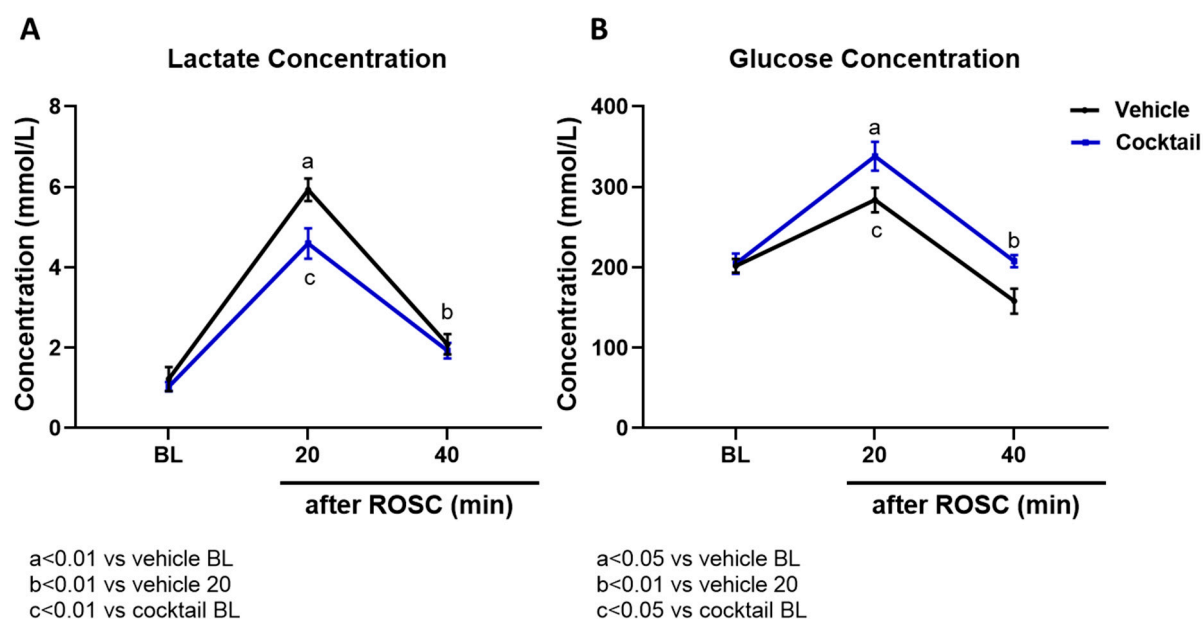 A
Lactate Concentration
Concentration (mmol/L)
8
6
4
2
0
a
c
b
BL
20
40
after ROSC (min)
a<0.01 vs vehicle BL
b<0.01 vs vehicle 20
c<0.01 vs cocktail BL
B
Glucose Concentration
Concentration (mmol/L)
400
300
200
100
0
a
c
b
BL
20
40
after ROSC (min)
Vehicle
Cocktail
a<0.05 vs vehicle BL
b<0.01 vs vehicle 20
c<0.05 vs cocktail BL